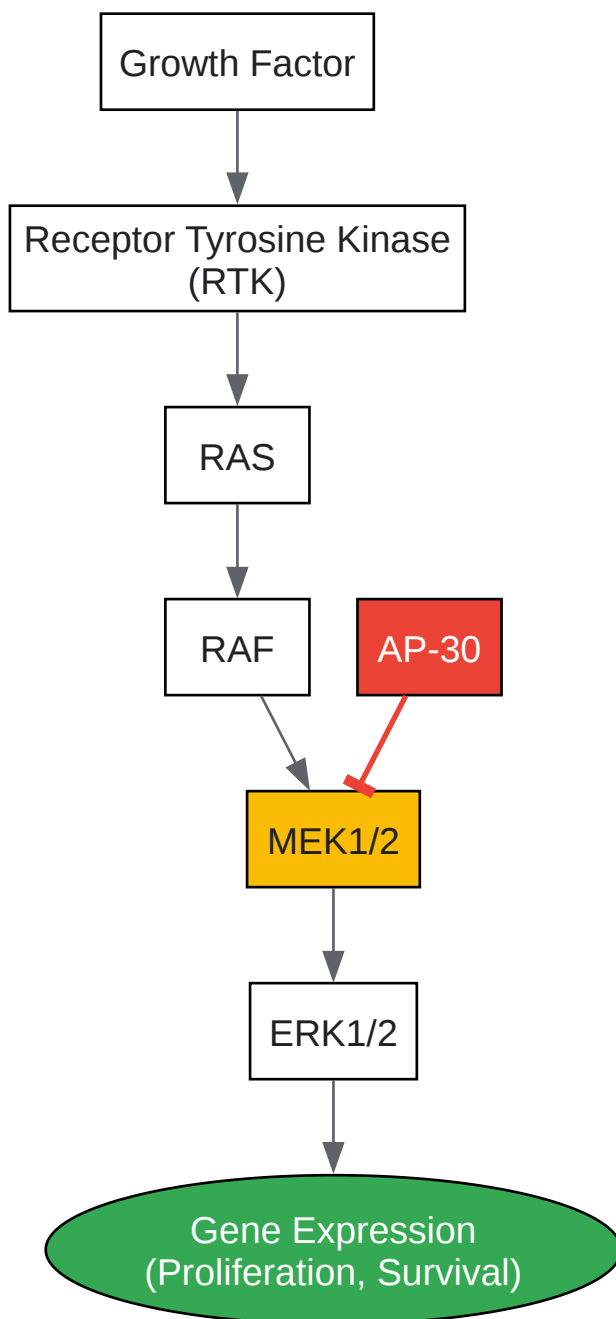 Growth Factor
Receptor Tyrosine Kinase
(RTK)
RAS
RAF
AP-30
MEK1/2
ERK1/2
Gene Expression
(Proliferation, Survival)